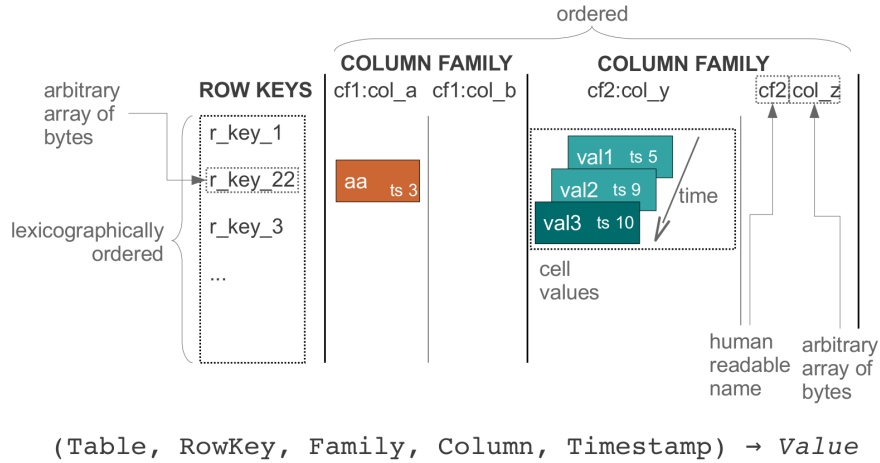 ordered
COLUMN FAMILY
COLUMN FAMILY
arbitrary
array of
bytes
ROW KEYS
cf1:col_a
cf1:col_b
cf2:col_y
cf2
col_z
r_key_1
r_key_22
r_key_3
...
lexicographically
ordered
aa ts 3
val1 ts 5
val2 ts 9
val3 ts 10
time
cell
values
human
readable
name
arbitrary
array of
bytes
(Table, RowKey, Family, Column, Timestamp) → Value